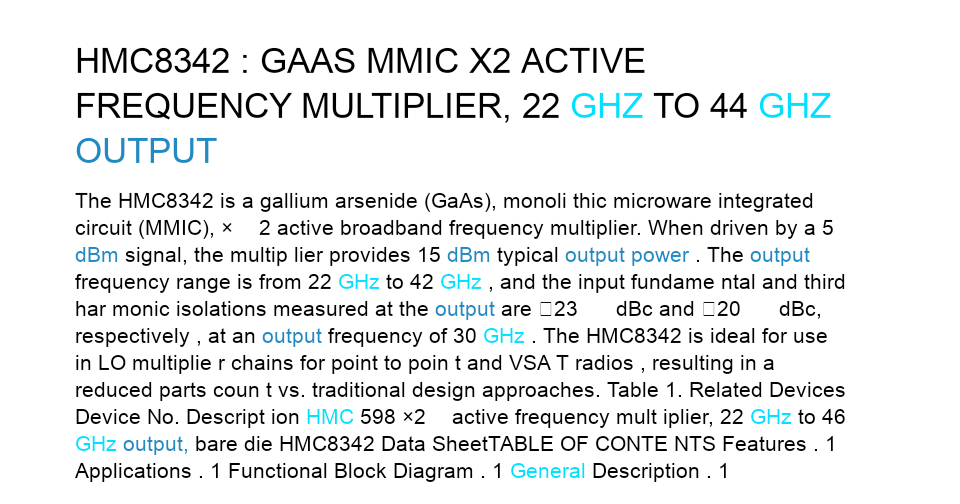 HMC8342 : GAAS MMIC X2 ACTIVE
FREQUENCY MULTIPLIER, 22 GHZ TO 44 GHZ
OUTPUT
The HMC8342 is a gallium arsenide (GaAs), monoli thic microware integrated
circuit (MMIC), × 2 active broadband frequency multiplier. When driven by a 5
dBm signal, the multip lier provides 15 dBm typical output power . The output
frequency range is from 22 GHz to 42 GHz , and the input fundame ntal and third
har monic isolations measured at the output are □23 dBc and □20 dBc,
respectively , at an output frequency of 30 GHz . The HMC8342 is ideal for use
in LO multiplie r chains for point to poin t and VSA T radios , resulting in a
reduced parts coun t vs. traditional design approaches. Table 1. Related Devices
Device No. Descript ion HMC 598 ×2 active frequency mult iplier, 22 GHz to 46
GHz output, bare die HMC8342 Data SheetTABLE OF CONTE NTS Features . 1
Applications . 1 Functional Block Diagram . 1 General Description . 1